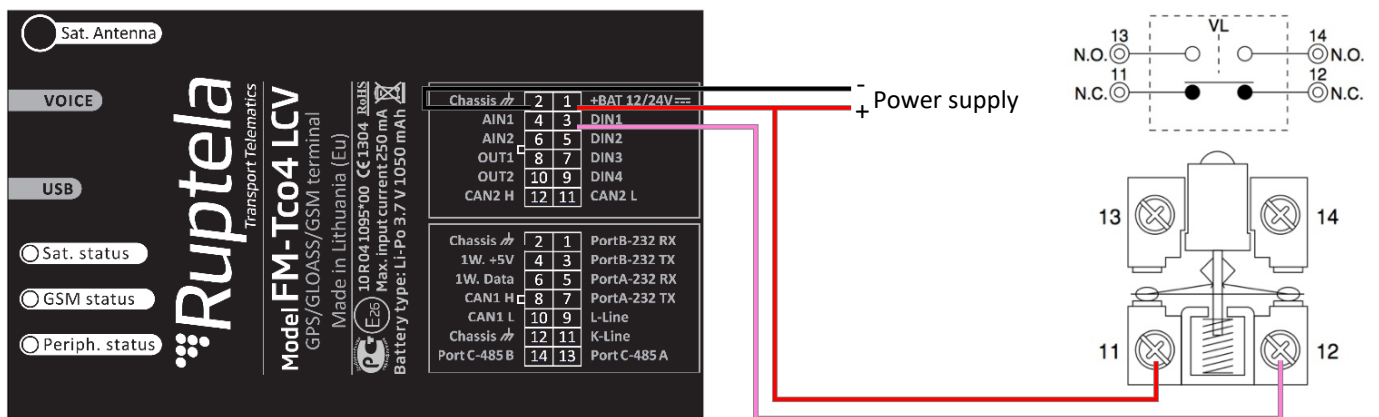 Sat. Antenna
VOICE
USB
Sat. status
GSM status
Periph. status
Ruptela
Transport Telematics
Model FM-Tco4 LCV
GPS/GLOASS/GSM terminal
Made in Lithuania (Eu)
E26
10 R 041095*00 CE 1304 RoHS
Max. input current 250 mA
Battery type: Li-Po 3.7 V 1050 mAh
Chassis 2 1 +BAT 12/24V
AIN1 4 3 DIN1
AIN2 6 5 DIN2
OUT1 8 7 DIN3
OUT2 10 9 DIN4
CAN2 H 12 11 CAN2 L
Chassis 2 1 PortB-232 RX
1W. +5V 4 3 PortB-232 TX
1W. Data 6 5 PortA-232 RX
CAN1 H 8 7 PortA-232 TX
CAN1 L 10 9 L-Line
Chassis 12 11 K-Line
Port C-485 B 14 13 Port C-485 A
-
+ Power supply
VL
13 14
N.O. N.O.
11 12
N.C. N.C.
13 14
11 12